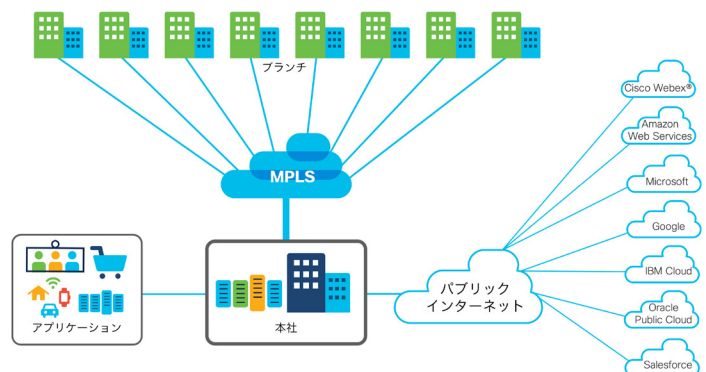 ブランチ
MPLS
Cisco Webex®
Amazon
Web Services
Microsoft
Google
IBM Cloud
Oracle
Public Cloud
Salesforce
アプリケーション
本社
パブリック
インターネット